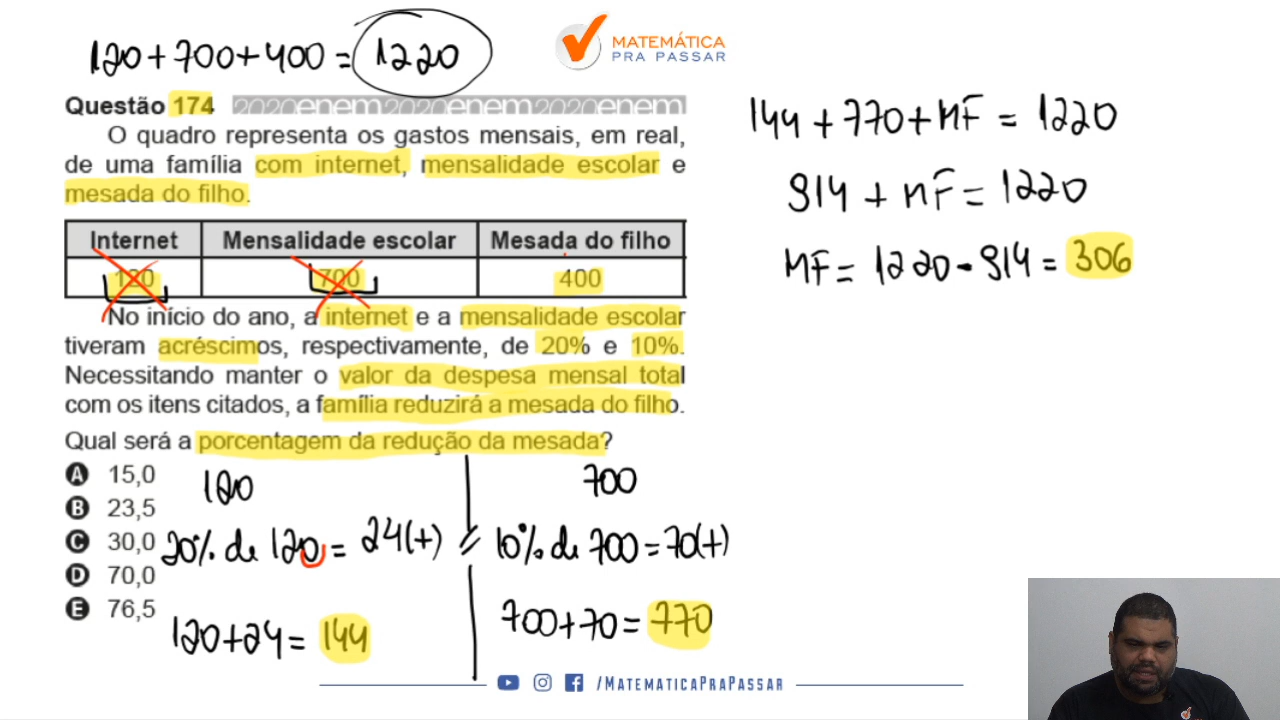 120+700+400 = 1220
MATEMÁTICA
PRA PASSAR
Questão 174 2020enem2020enem2020enem
O quadro representa os gastos mensais, em real,
de uma família com internet, mensalidade escolar e
mesada do filho.
Internet Mensalidade escolar Mesada do filho
120 700 400
No início do ano, a internet e a mensalidade escolar
tiveram acréscimos, respectivamente, de 20% e 10%.
Necessitando manter o valor da despesa mensal total
com os itens citados, a família reduzirá a mesada do filho.
Qual será a porcentagem da redução da mesada?
A 15,0
B 23,5
C 30,0
D 70,0
E 76,5
120
20% de 120 = 24(+)
120+24 = 144
700
10% de 700 = 70(+)
700+70 = 770
144 + 770 + MF = 1220
914 + MF = 1220
MF = 1220 - 914 = 306
/MatematicaPraPassar